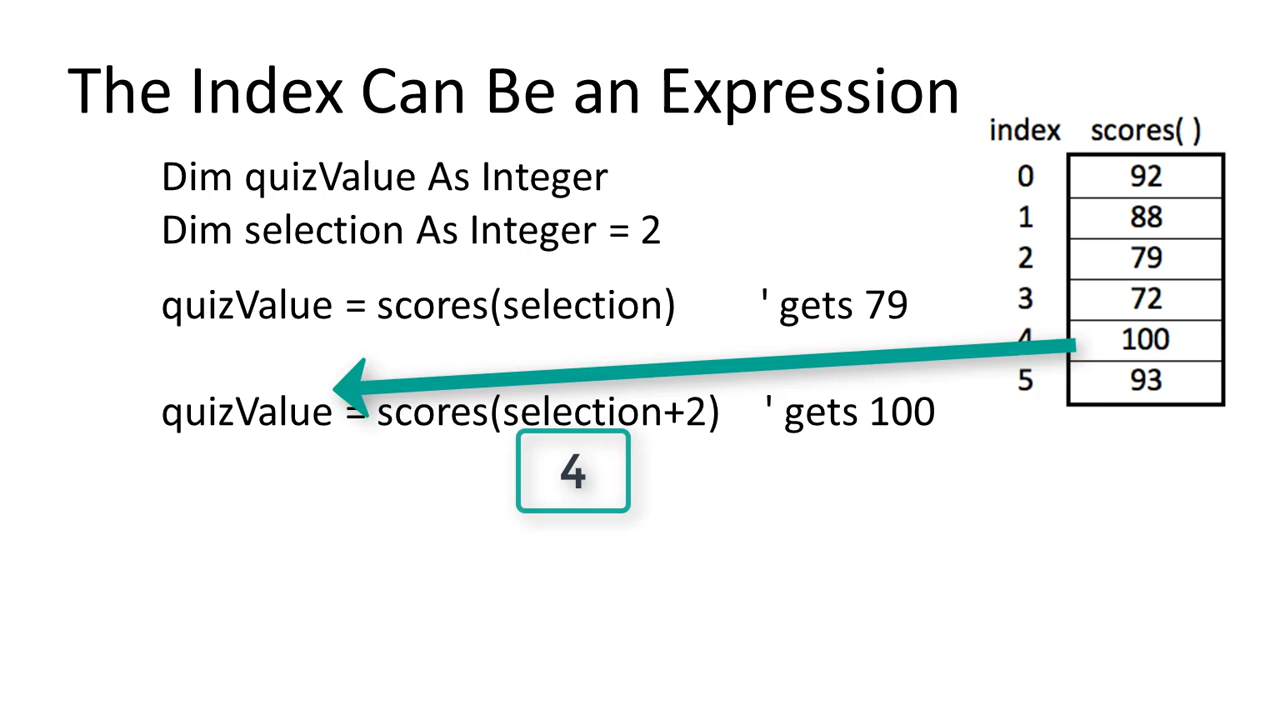 The Index Can Be an Expression
index scores( )
Dim quizValue As Integer
Dim selection As Integer = 2
quizValue = scores(selection) ' gets 79
quizValue = scores(selection+2) ' gets 100
4
0 92
1 88
2 79
3 72
4 100
5 93